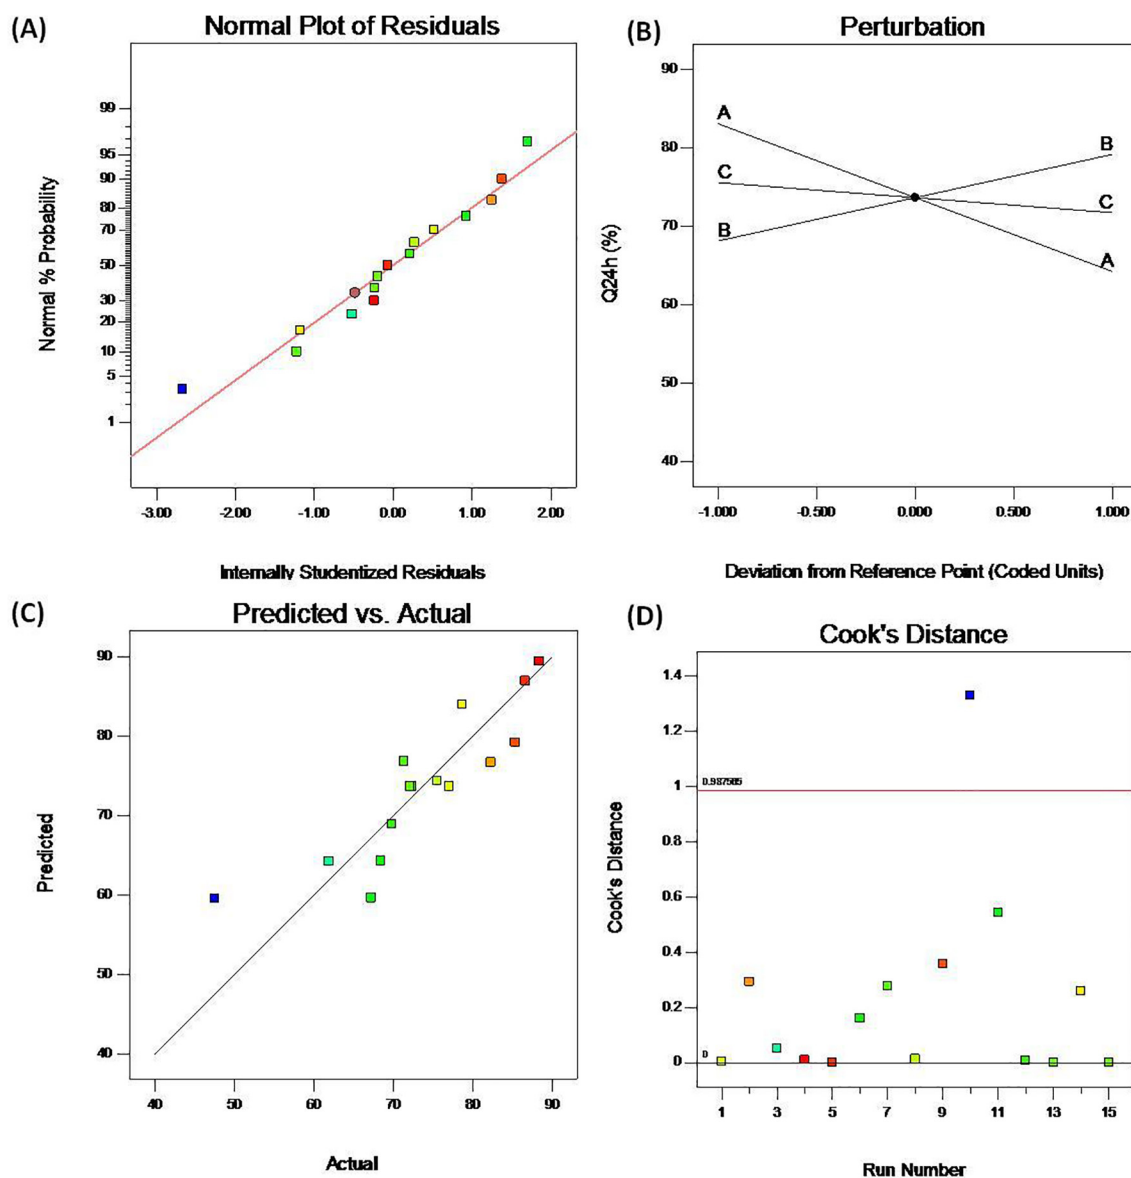 (A)
Normal Plot of Residuals
Normal % Probability
99
95
90
80
70
50
30
20
10
5
1
-3.00 -2.00 -1.00 0.00 1.00 2.00
Internally Studentized Residuals
(B)
Perturbation
Q24h (%)
90
80
70
60
50
40
A
C
B
B
C
A
-1.000 -0.500 0.000 0.500 1.000
Deviation from Reference Point (Coded Units)
(C)
Predicted vs. Actual
Predicted
90
80
70
60
50
40
40 50 60 70 80 90
Actual
(D)
Cook's Distance
Cook's Distance
1.4
1.2
1
0.8
0.6
0.4
0.2
0
0.987565
0
1 3 5 7 9 11 13 15
Run Number